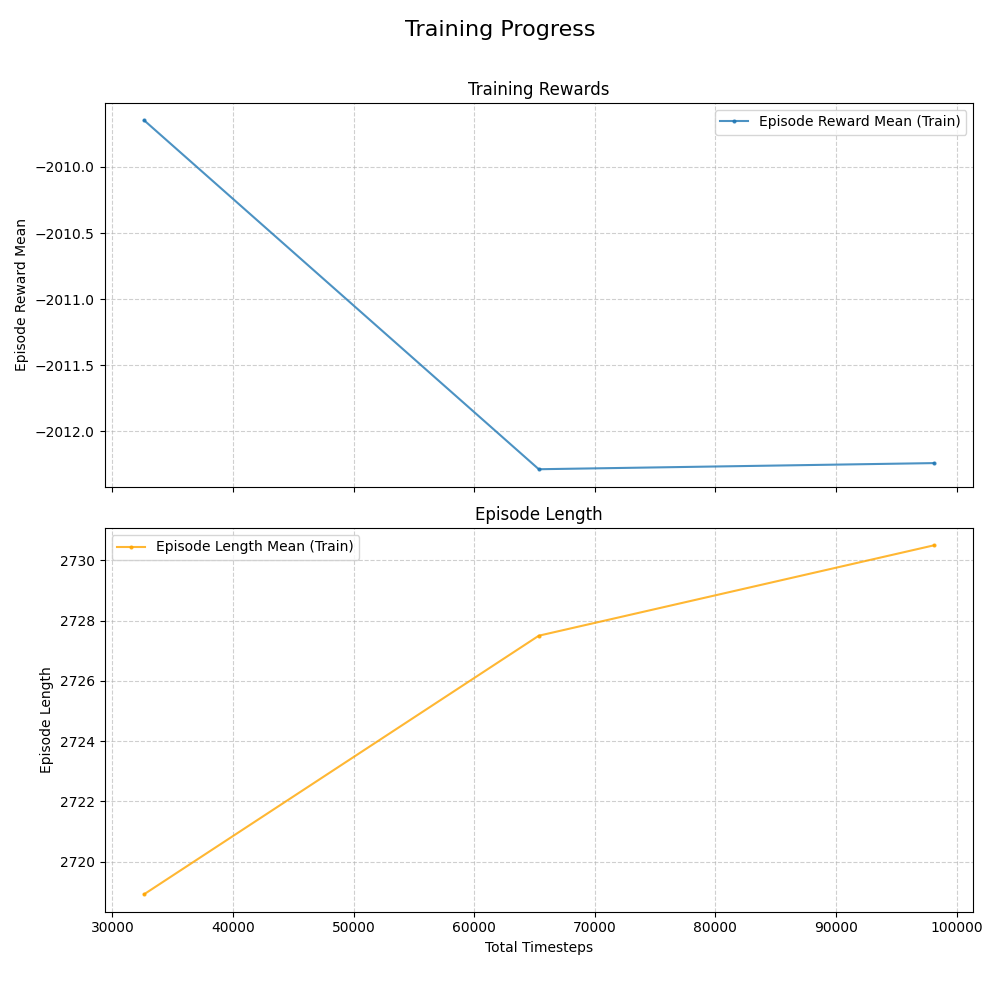 Training Progress
Training Rewards
Episode Reward Mean (Train)
Episode Reward Mean
−2010.0
−2010.5
−2011.0
−2011.5
−2012.0
Episode Length
Episode Length Mean (Train)
Episode Length
2730
2728
2726
2724
2722
2720
30000 40000 50000 60000 70000 80000 90000 100000
Total Timesteps